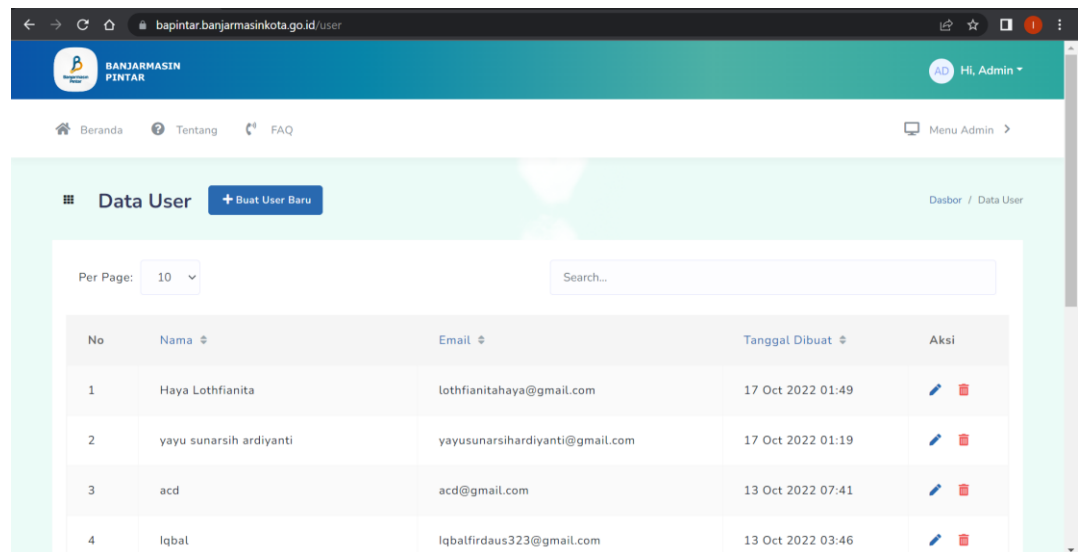 bapintar.banjarmasinkota.go.id/user
BANJARMASIN
PINTAR
AD Hi, Admin
Beranda Tentang FAQ Menu Admin
Data User + Buat User Baru Dasbor / Data User
Per Page: 10 Search...
No Nama Email Tanggal Dibuat Aksi
1 Haya Lothfianita lothfianitahaya@gmail.com 17 Oct 2022 01:49
2 yayu sunarsih ardiyanti yayusunarsihardiyanti@gmail.com 17 Oct 2022 01:19
3 acd acd@gmail.com 13 Oct 2022 07:41
4 Iqbal Iqbalfirdaus323@gmail.com 13 Oct 2022 03:46